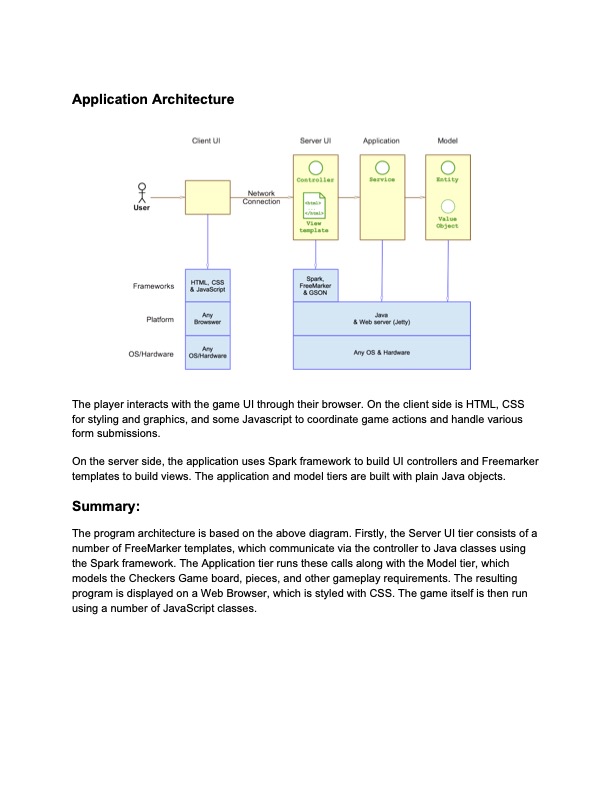 Application Architecture
Client UI
Server UI
Application
Model
User
Network
Connection
Controller
<html>
</html>
View
template
Service
Entity
Value
Object
Frameworks
HTML, CSS
& JavaScript
Spark,
FreeMarker
& GSON
Platform
Any
Browswer
Java
& Web server (Jetty)
OS/Hardware
Any
OS/Hardware
Any OS & Hardware
The player interacts with the game UI through their browser. On the client side is HTML, CSS
for styling and graphics, and some Javascript to coordinate game actions and handle various
form submissions.
On the server side, the application uses Spark framework to build UI controllers and Freemarker
templates to build views. The application and model tiers are built with plain Java objects.
Summary:
The program architecture is based on the above diagram. Firstly, the Server UI tier consists of a
number of FreeMarker templates, which communicate via the controller to Java classes using
the Spark framework. The Application tier runs these calls along with the Model tier, which
models the Checkers Game board, pieces, and other gameplay requirements. The resulting
program is displayed on a Web Browser, which is styled with CSS. The game itself is then run
using a number of JavaScript classes.